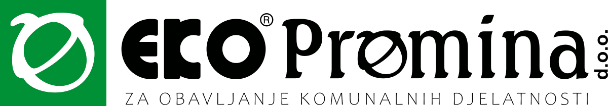 EKO® Promina d.o.o.
ZA OBAVLJANJE KOMUNALNIH DJELATNOSTI